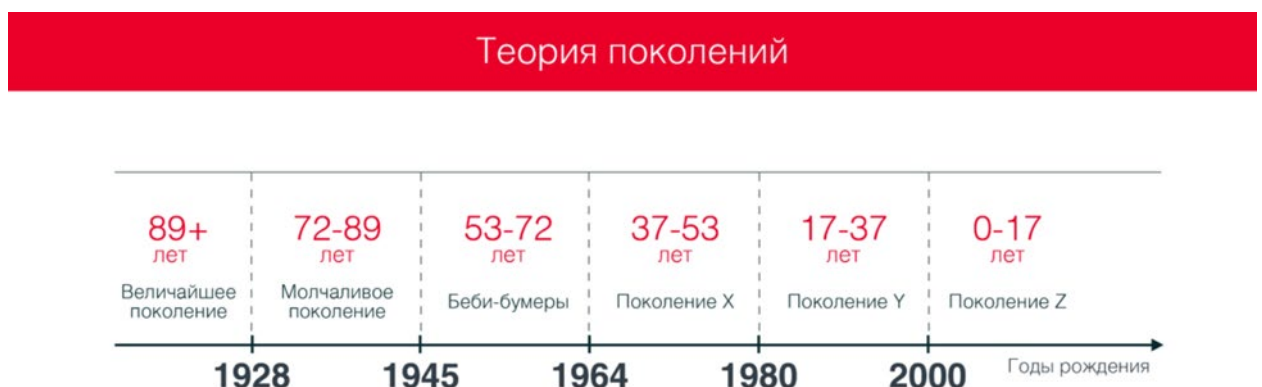 Теория поколений
89+
лет
Величайшее
поколение
72-89
лет
Молчаливое
поколение
53-72
лет
Беби-бумеры
37-53
лет
Поколение X
17-37
лет
Поколение Y
0-17
лет
Поколение Z
1928
1945
1964
1980
2000
Годы рождения